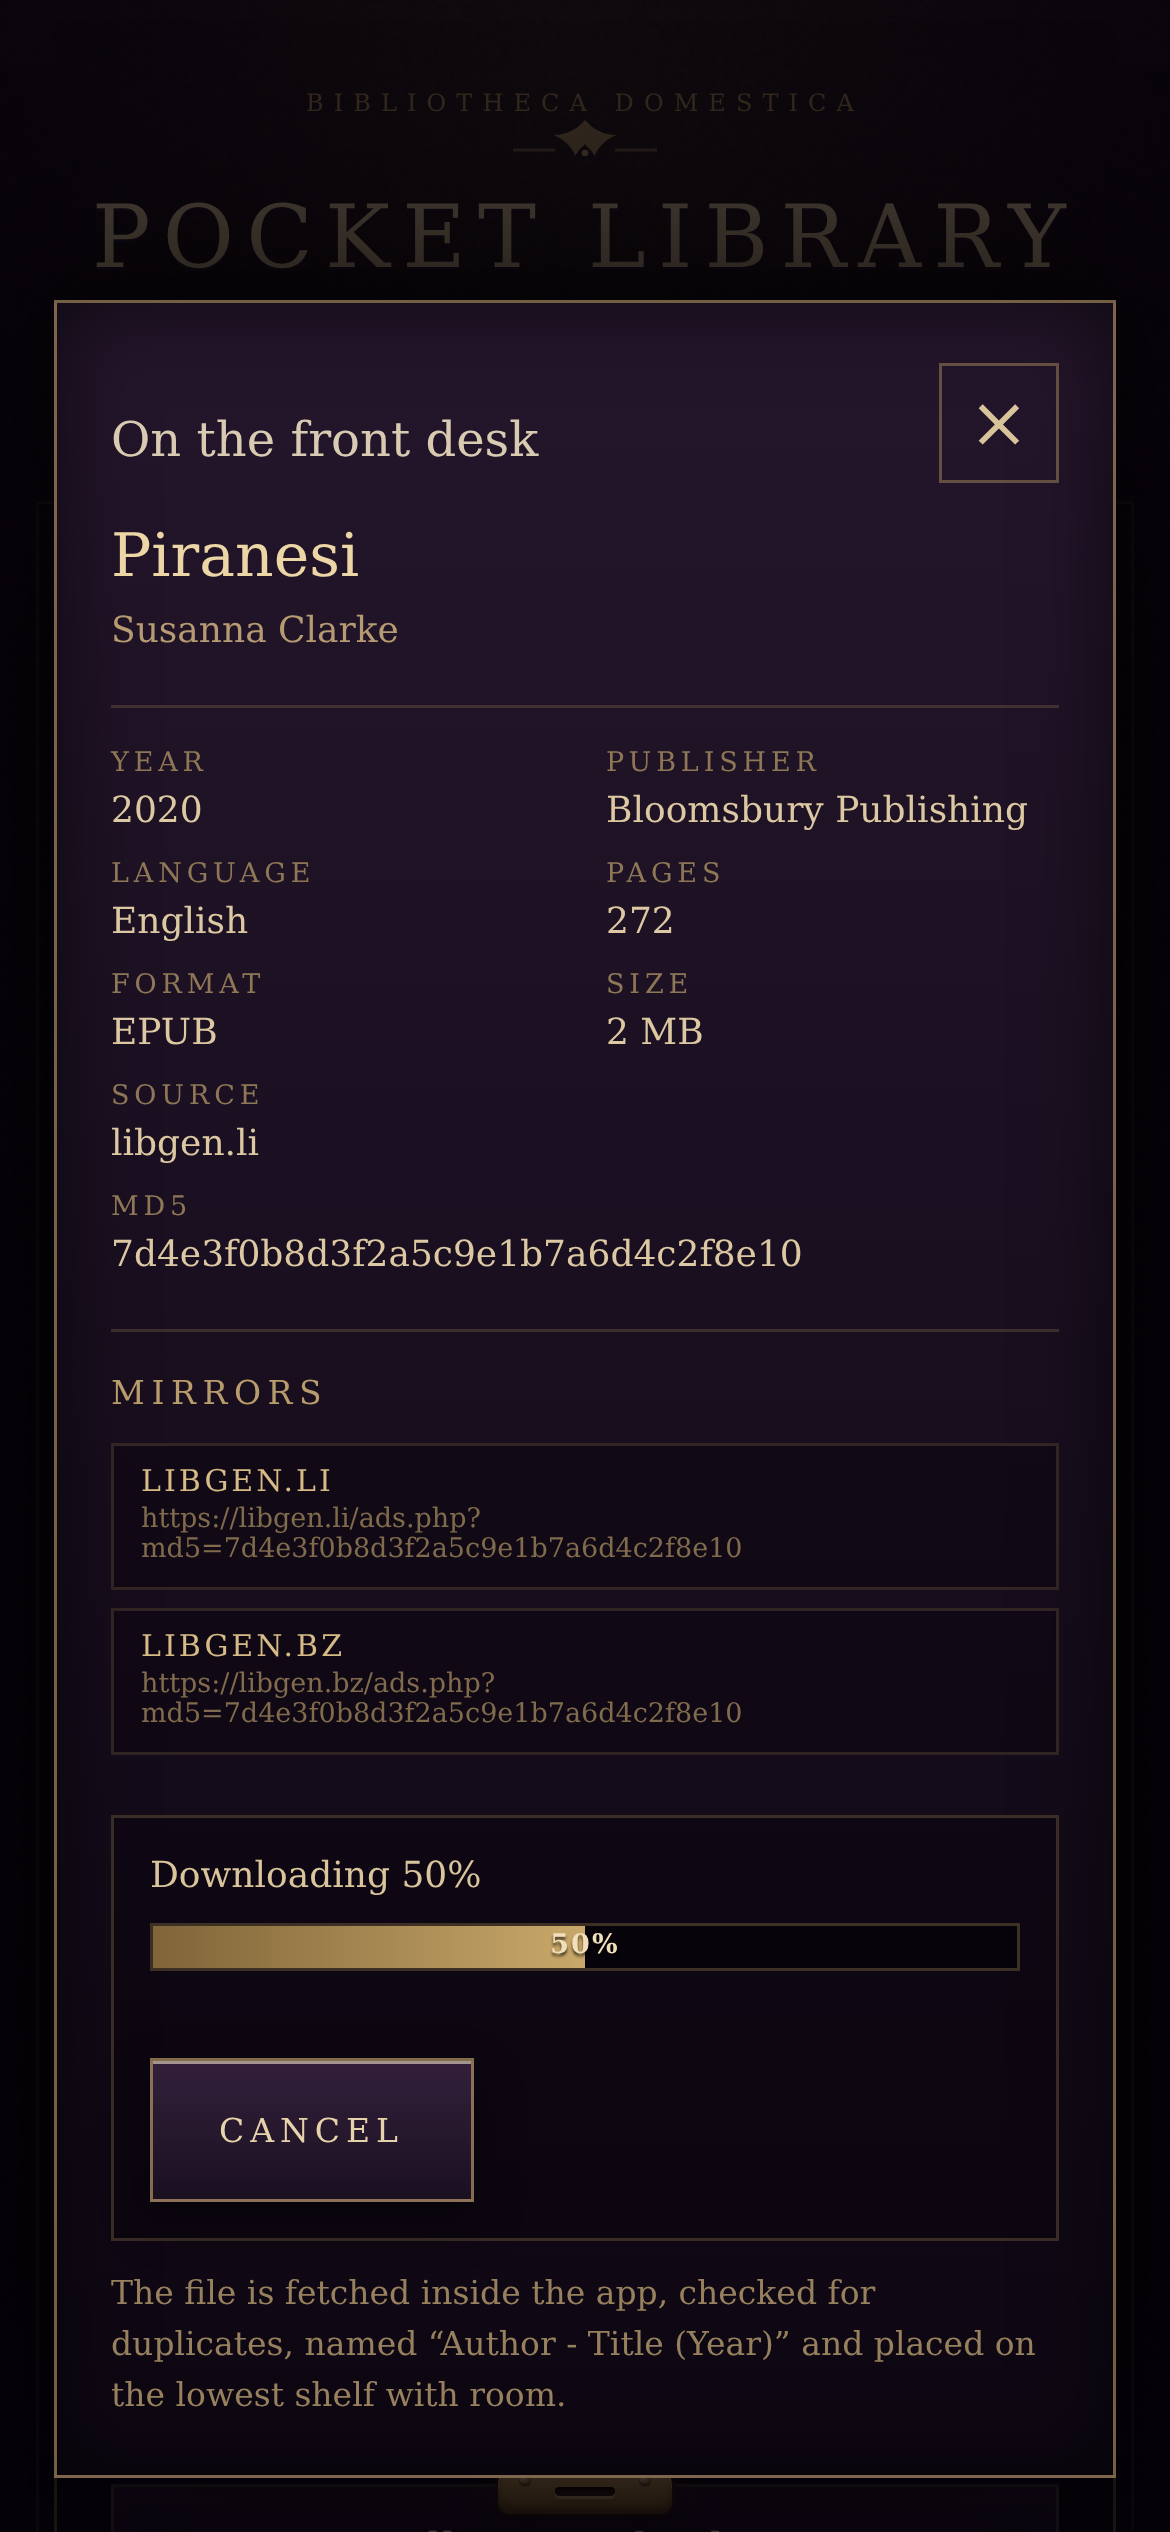 BIBLIOTHECA DOMESTICA
POCKET LIBRARY
On the front desk
Piranesi
Susanna Clarke
YEAR
2020
PUBLISHER
Bloomsbury Publishing
LANGUAGE
English
PAGES
272
FORMAT
EPUB
SIZE
2 MB
SOURCE
libgen.li
MD5
7d4e3f0b8d3f2a5c9e1b7a6d4c2f8e10
MIRRORS
LIBGEN.LI
https://libgen.li/ads.php?
md5=7d4e3f0b8d3f2a5c9e1b7a6d4c2f8e10
LIBGEN.BZ
https://libgen.bz/ads.php?
md5=7d4e3f0b8d3f2a5c9e1b7a6d4c2f8e10
Downloading 50%
50%
CANCEL
The file is fetched inside the app, checked for
duplicates, named “Author - Title (Year)” and placed on
the lowest shelf with room.